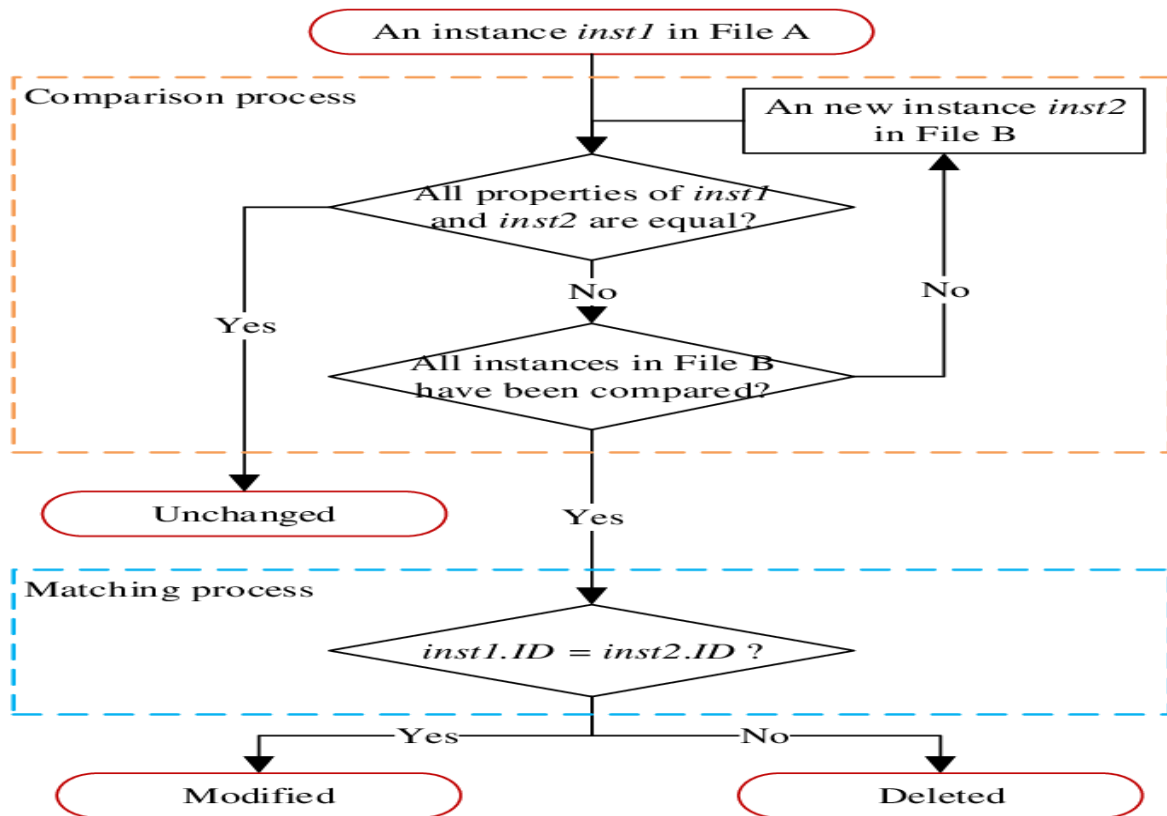 An instance inst1 in File A
Comparison process
An new instance inst2
in File B
All properties of inst1
and inst2 are equal?
No
No
Yes
All instances in File B
have been compared?
Unchanged
Yes
Matching process
inst1.ID = inst2.ID ?
Yes
No
Modified
Deleted